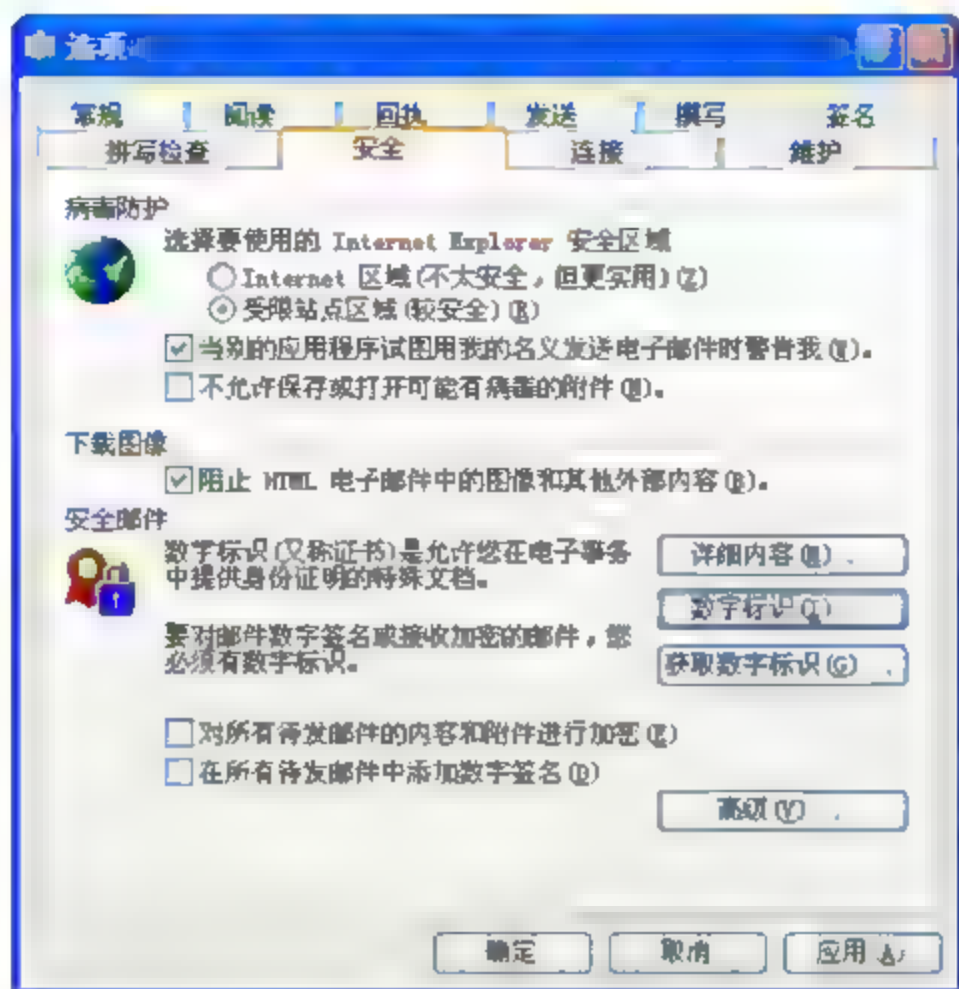 选项
常规 阅读 回执 发送 撰写 签名
拼写检查 安全 连接 维护
病毒防护
选择要使用的 Internet Explorer 安全区域
Internet 区域(不太安全，但更实用)(Z)
受限站点区域(较安全)(R)
当别的应用程序试图用我的名义发送电子邮件时警告我(W)。
不允许保存或打开可能有病毒的附件(N)。
下载图像
阻止 HTML 电子邮件中的图像和其他外部内容(B)。
安全邮件
数字标识(又称证书)是允许您在电子事务
中提供身份证明的特殊文档。
详细内容(M)...
数字标识(I)...
要对邮件数字签名或接收加密的邮件，您
必须有数字标识。
获取数字标识(G)...
对所有待发邮件的内容和附件进行加密(E)
在所有待发邮件中添加数字签名(D)
高级(V)...
确定 取消 应用(A)